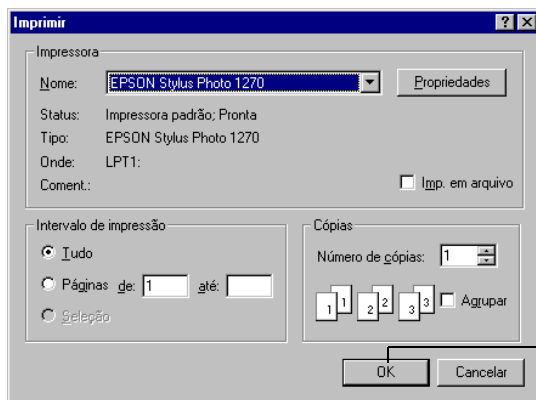 Imprimir
Impressora
Nome: EPSON Stylus Photo 1270 Propriedades
Status: Impressora padrão; Pronta
Tipo: EPSON Stylus Photo 1270
Onde: LPT1:
Coment.: Imp. em arquivo
Intervalo de impressão
Tudo
Páginas de: 1 até:
Seleção
Cópias
Número de cópias: 1
1 1 2 2 3 3 Agrupar
OK Cancelar